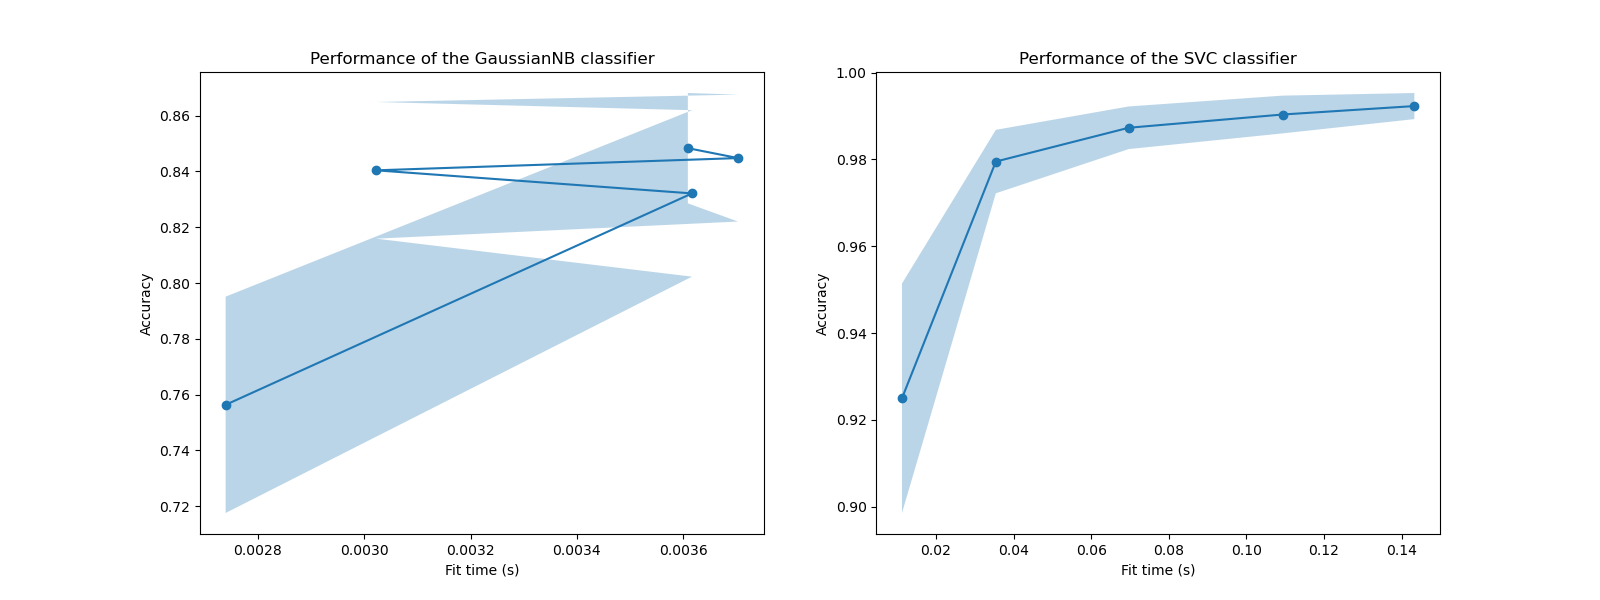 Performance of the GaussianNB classifier
Accuracy
0.86
0.84
0.82
0.80
0.78
0.76
0.74
0.72
0.0028 0.0030 0.0032 0.0034 0.0036
Fit time (s)
Performance of the SVC classifier
Accuracy
1.00
0.98
0.96
0.94
0.92
0.90
0.02 0.04 0.06 0.08 0.10 0.12 0.14
Fit time (s)